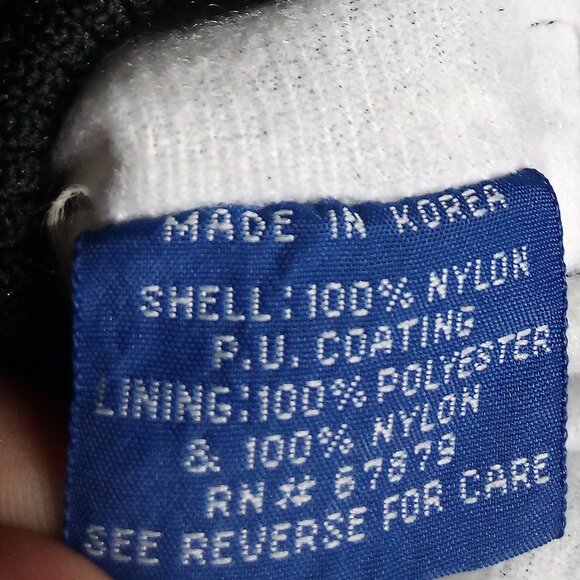 MADE IN KOREA
SHELL: 100% NYLON
P.U. COATING
LINING: 100% POLYESTER
& 100% NYLON
RN# 67879
SEE REVERSE FOR CARE